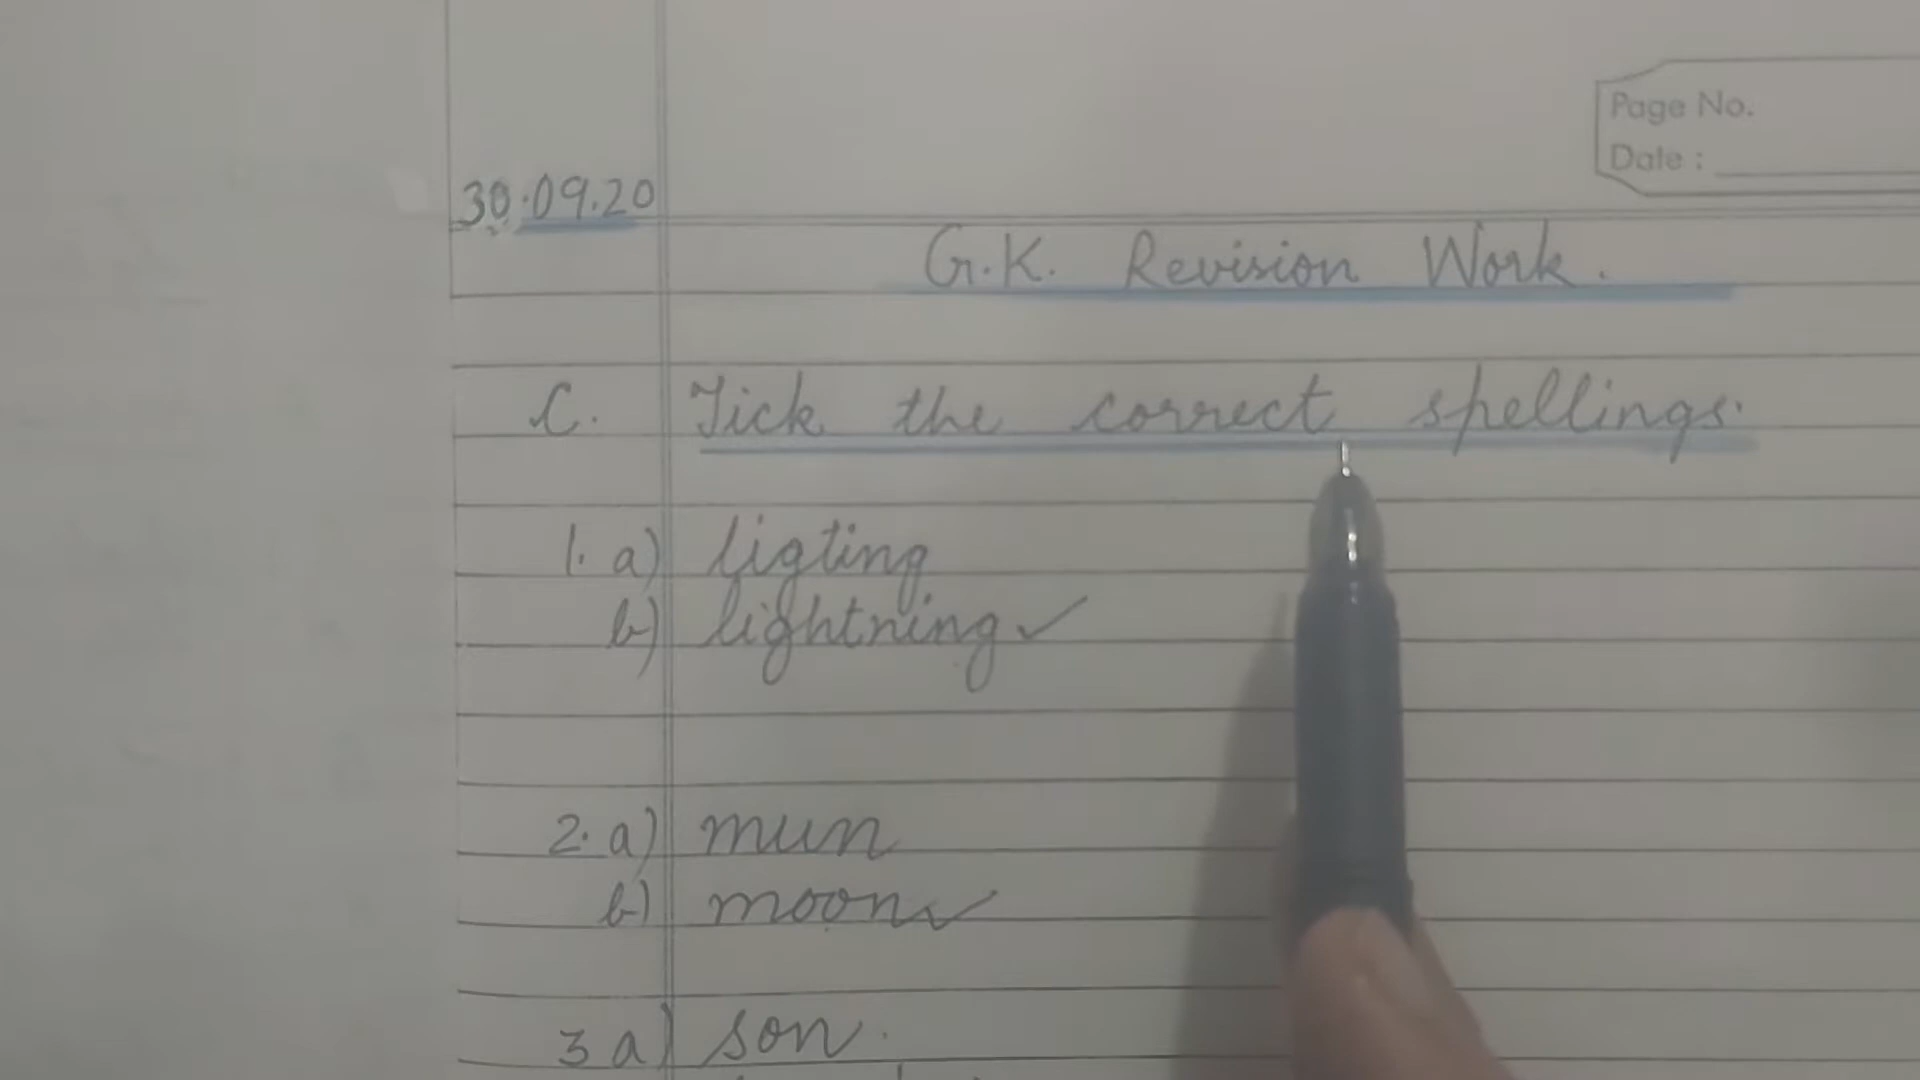 Page No.
Date :
30.09.20
G.K. Revision Work.
C. Tick the correct spellings.
1. a) ligting
b) lightning ✓
2. a) mun
b) moon ✓
3 a) son.